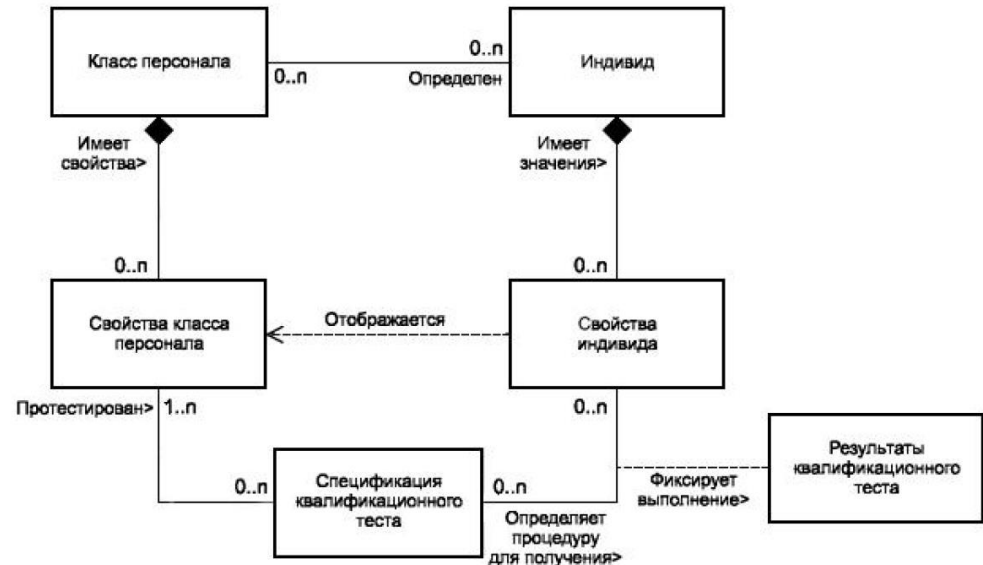 Класс персонала
0..n
0..n
Определен
Индивид
Имеет
свойства>
Имеет
значения>
0..n
0..n
Свойства класса
персонала
Отображается
Свойства
индивида
Протестирован>
1..n
0..n
0..n
Спецификация
квалификационного
теста
0..n
Определяет
процедуру
для получения>
Фиксирует
выполнение>
Результаты
квалификационного
теста